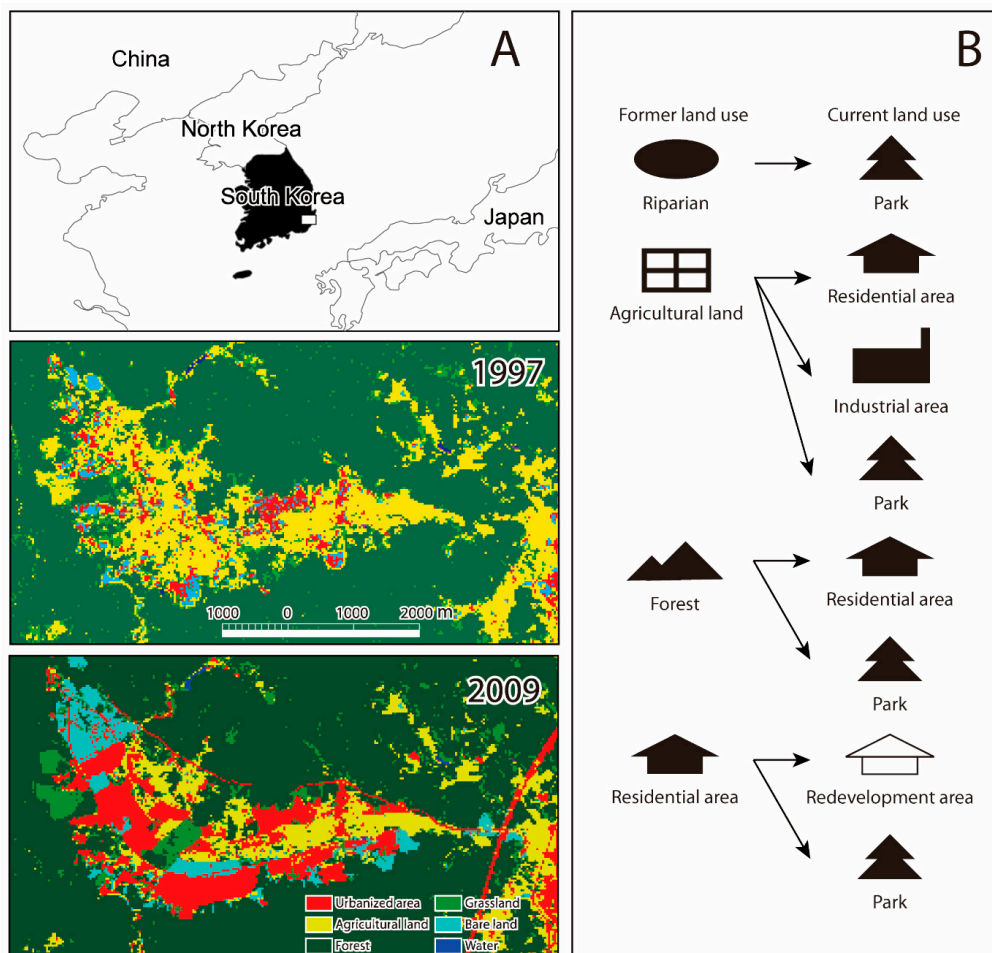 A
China
North Korea
South Korea
Japan
1997
1000 0 1000 2000 m
2009
Urbanized area
Agricultural land
Forest
Grassland
Bare land
Water
B
Former land use Current land use
Riparian Park
Residential area
Agricultural land
Industrial area
Park
Residential area
Forest
Park
Residential area Redevelopment area
Park